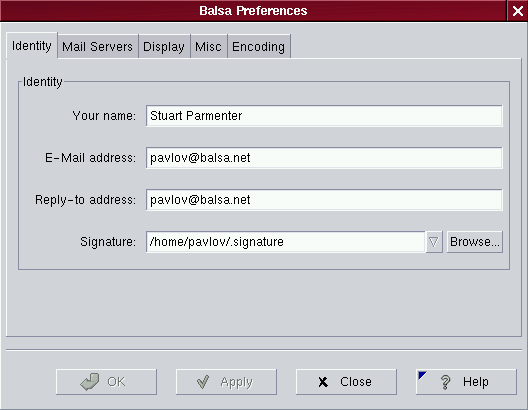 Balsa Preferences
Identity Mail Servers Display Misc Encoding
Identity
Your name: Stuart Parmenter
E-Mail address: pavlov@balsa.net
Reply-to address: pavlov@balsa.net
Signature: /home/pavlov/.signature Browse...
OK Apply Close Help